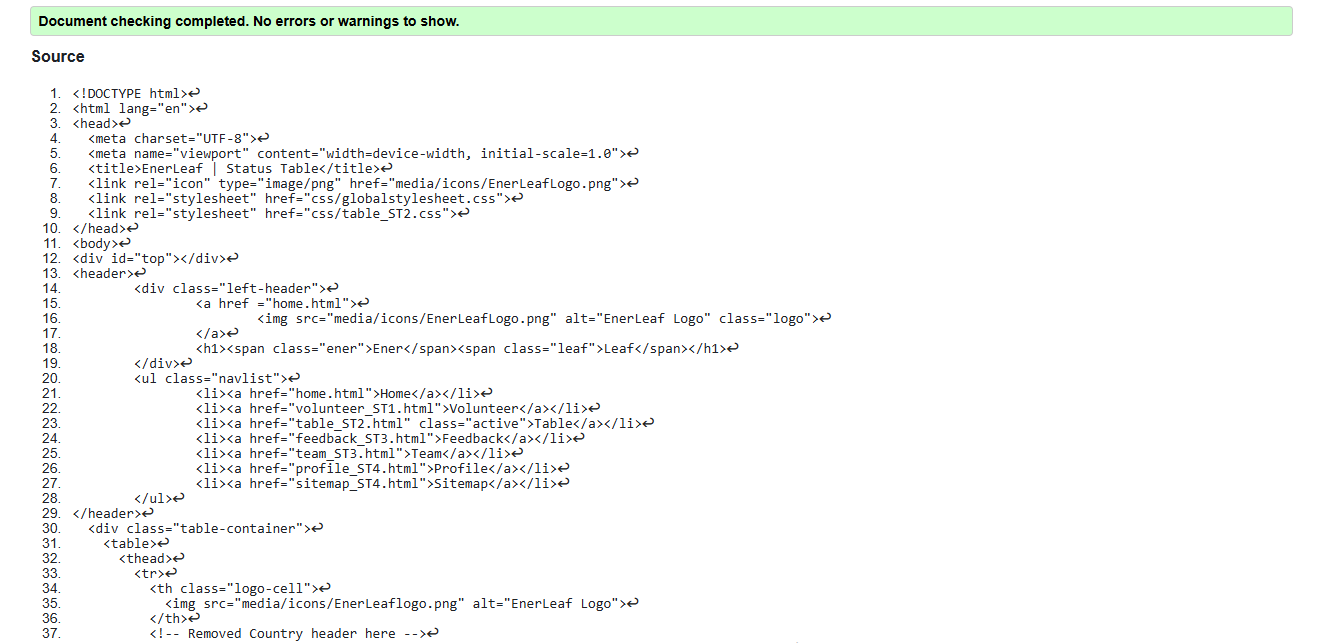 Document checking completed. No errors or warnings to show.
Source
1. <!DOCTYPE html>↩
2. <html lang="en">↩
3. <head>↩
4.   <meta charset="UTF-8">↩
5.   <meta name="viewport" content="width=device-width, initial-scale=1.0">↩
6.   <title>EnerLeaf | Status Table</title>↩
7.   <link rel="icon" type="image/png" href="media/icons/EnerLeafLogo.png">↩
8.   <link rel="stylesheet" href="css/globalstylesheet.css">↩
9.   <link rel="stylesheet" href="css/table_ST2.css">↩
10. </head>↩
11. <body>↩
12. <div id="top"></div>↩
13. <header>↩
14.         <div class="left-header">↩
15.                 <a href ="home.html">↩
16.                         <img src="media/icons/EnerLeafLogo.png" alt="EnerLeaf Logo" class="logo">↩
17.                 </a>↩
18.                 <h1><span class="ener">Ener</span><span class="leaf">Leaf</span></h1>↩
19.         </div>↩
20.         <ul class="navlist">↩
21.                 <li><a href="home.html">Home</a></li>↩
22.                 <li><a href="volunteer_ST1.html">Volunteer</a></li>↩
23.                 <li><a href="table_ST2.html" class="active">Table</a></li>↩
24.                 <li><a href="feedback_ST3.html">Feedback</a></li>↩
25.                 <li><a href="team_ST3.html">Team</a></li>↩
26.                 <li><a href="profile_ST4.html">Profile</a></li>↩
27.                 <li><a href="sitemap_ST4.html">Sitemap</a></li>↩
28.         </ul>↩
29. </header>↩
30.   <div class="table-container">↩
31.     <table>↩
32.       <thead>↩
33.         <tr>↩
34.           <th class="logo-cell">↩
35.             <img src="media/icons/EnerLeaflogo.png" alt="EnerLeaf Logo">↩
36.           </th>↩
37.           <!-- Removed Country header here -->↩